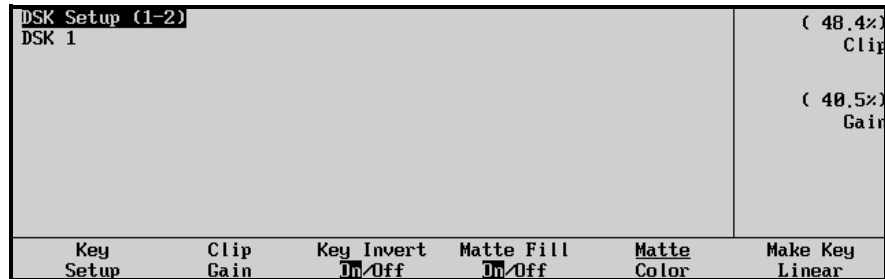 DSK Setup (1-2)
DSK 1
( 48.4%)
Clip
( 40.5%)
Gain
Key Clip Key Invert Matte Fill Matte Make Key
Setup Gain On/Off On/Off Color Linear